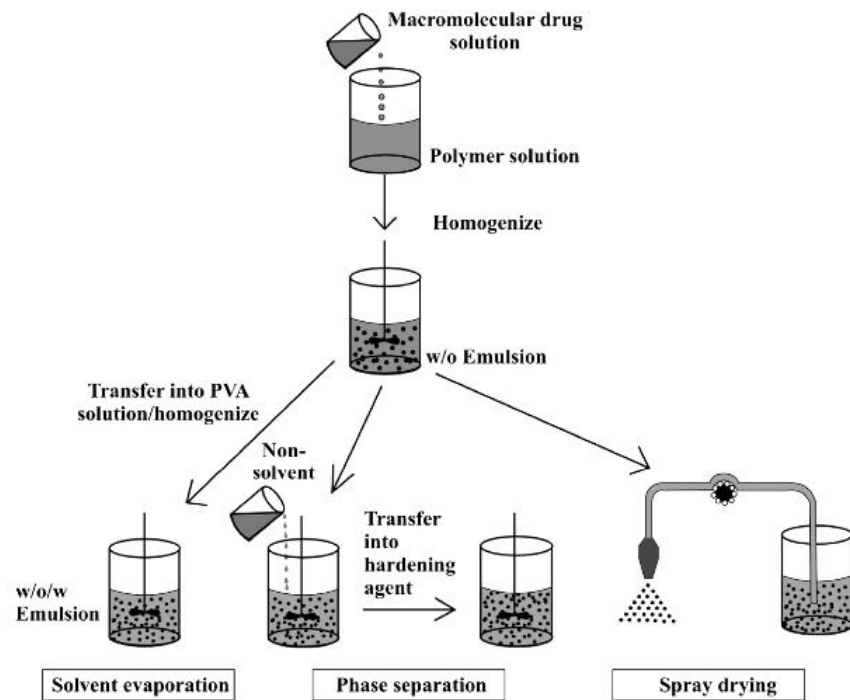 Macromolecular drug
solution
Polymer solution
Homogenize
w/o Emulsion
Transfer into PVA
solution/homogenize
Non-
solvent
Transfer
into
hardening
agent
w/o/w
Emulsion
Solvent evaporation
Phase separation
Spray drying